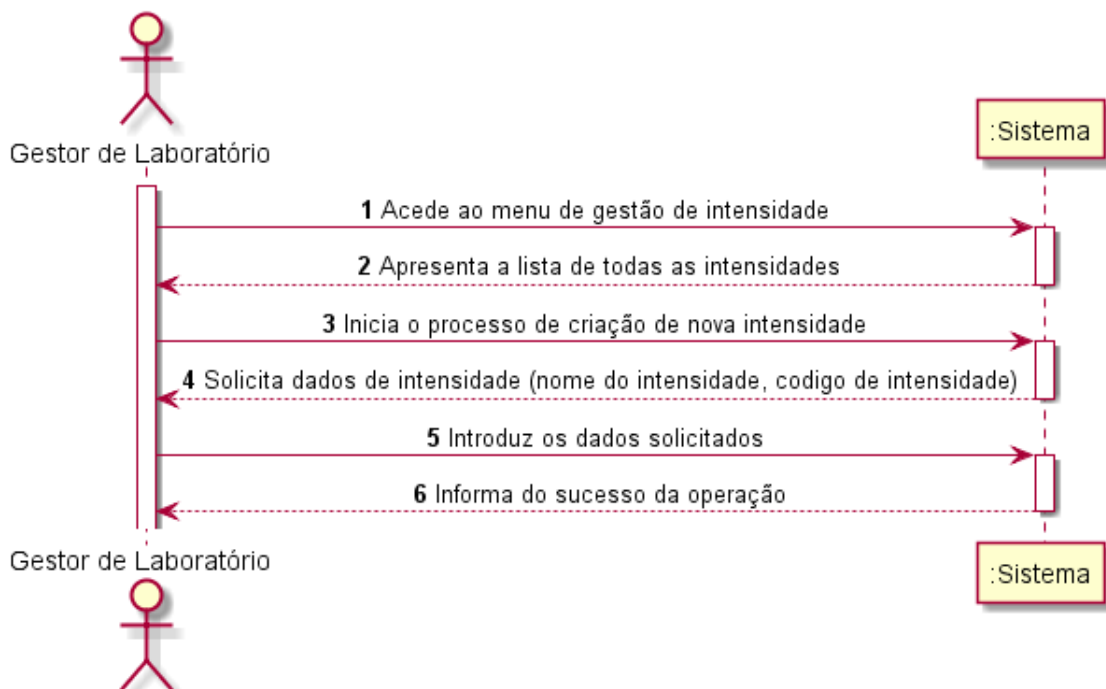 Gestor de Laboratório
:Sistema
1 Acede ao menu de gestão de intensidade
2 Apresenta a lista de todas as intensidades
3 Inicia o processo de criação de nova intensidade
4 Solicita dados de intensidade (nome do intensidade, codigo de intensidade)
5 Introduz os dados solicitados
6 Informa do sucesso da operação
Gestor de Laboratório
:Sistema